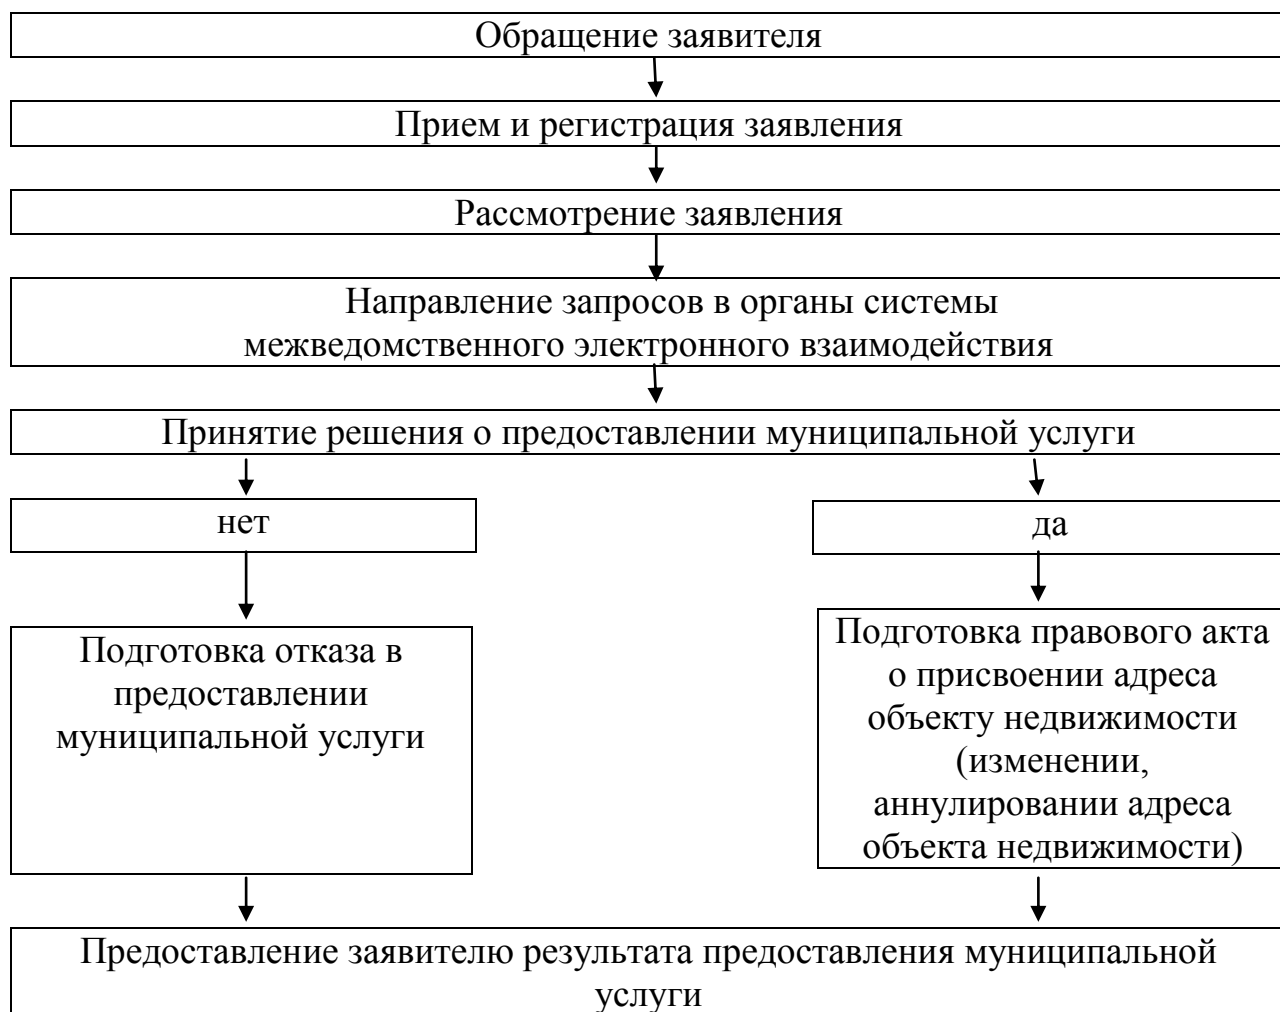 Обращение заявителя
Прием и регистрация заявления
Рассмотрение заявления
Направление запросов в органы системы
межведомственного электронного взаимодействия
Принятие решения о предоставлении муниципальной услуги
нет
да
Подготовка отказа в
предоставлении
муниципальной услуги
Подготовка правового акта
о присвоении адреса
объекту недвижимости
(изменении,
аннулировании адреса
объекта недвижимости)
Предоставление заявителю результата предоставления муниципальной
услуги